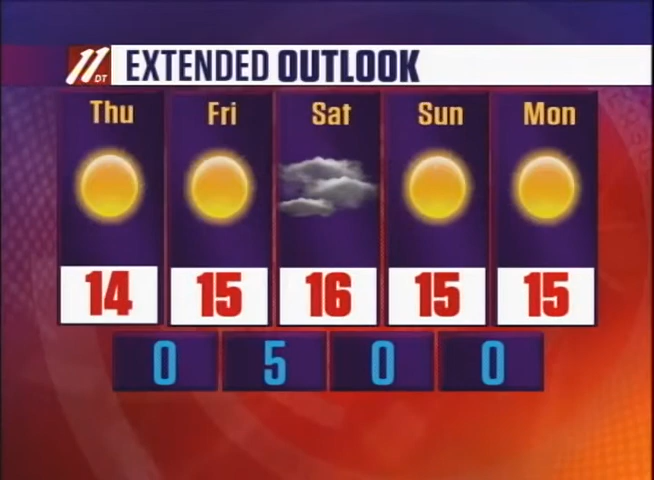 11 DT EXTENDED OUTLOOK
Thu Fri Sat Sun Mon
14 15 16 15 15
0 5 0 0